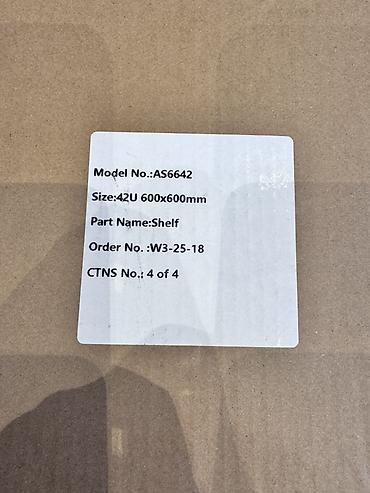 Model No.:AS6642
Size:42U 600x600mm
Part Name:Shelf
Order No. :W3-25-18
CTNS No.: 4 of 4